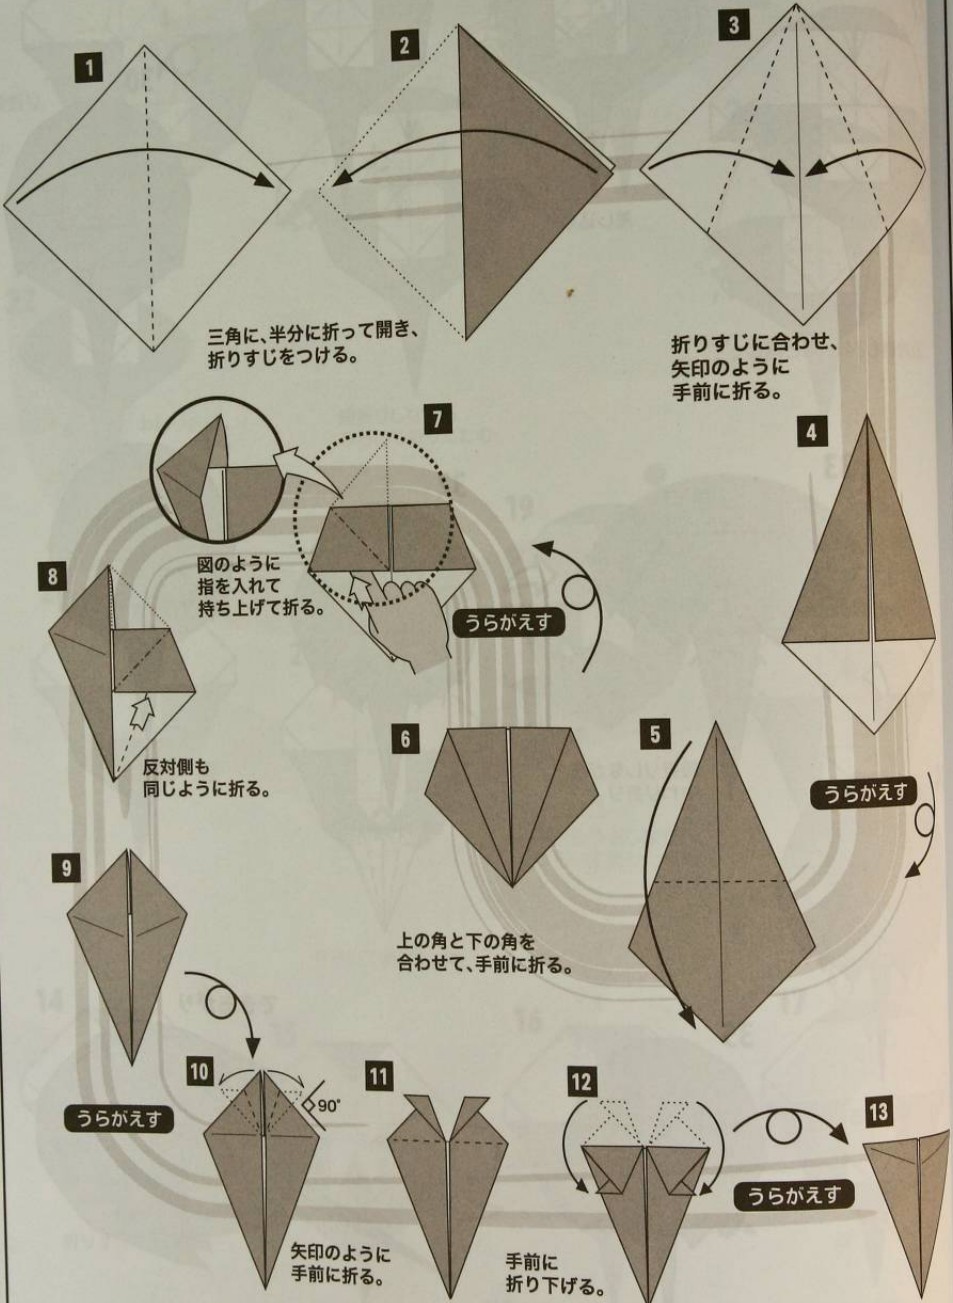 1
2
3
三角に、半分に折って開き、
折りすじをつける。
折りすじに合わせ、
矢印のように
手前に折る。
4
うらがえす
5
上の角と下の角を
合わせて、手前に折る。
6
うらがえす
7
図のように
指を入れて
持ち上げて折る。
8
反対側も
同じように折る。
9
うらがえす
10
90°
矢印のように
手前に折る。
11
手前に
折り下げる。
12
うらがえす
13